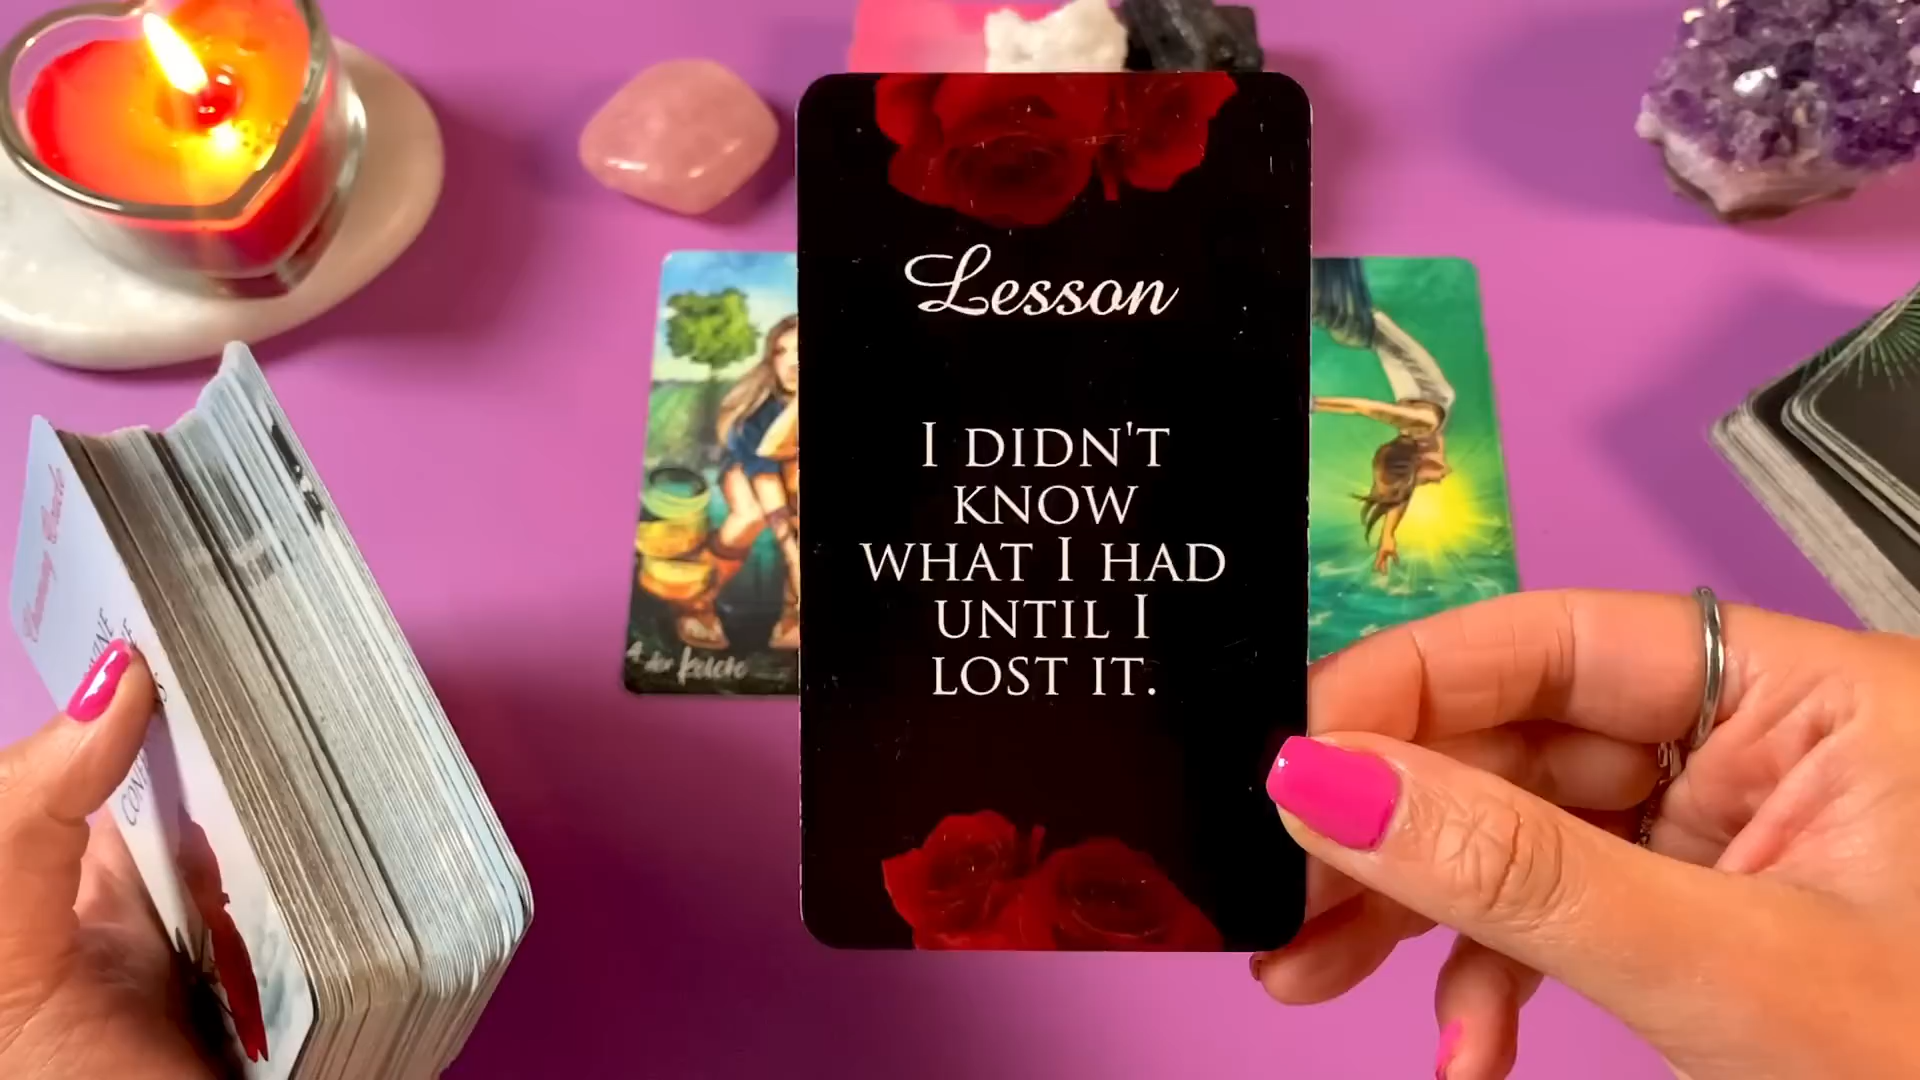 Lesson
I DIDN'T
KNOW
WHAT I HAD
UNTIL I
LOST IT.
4 der Kelche